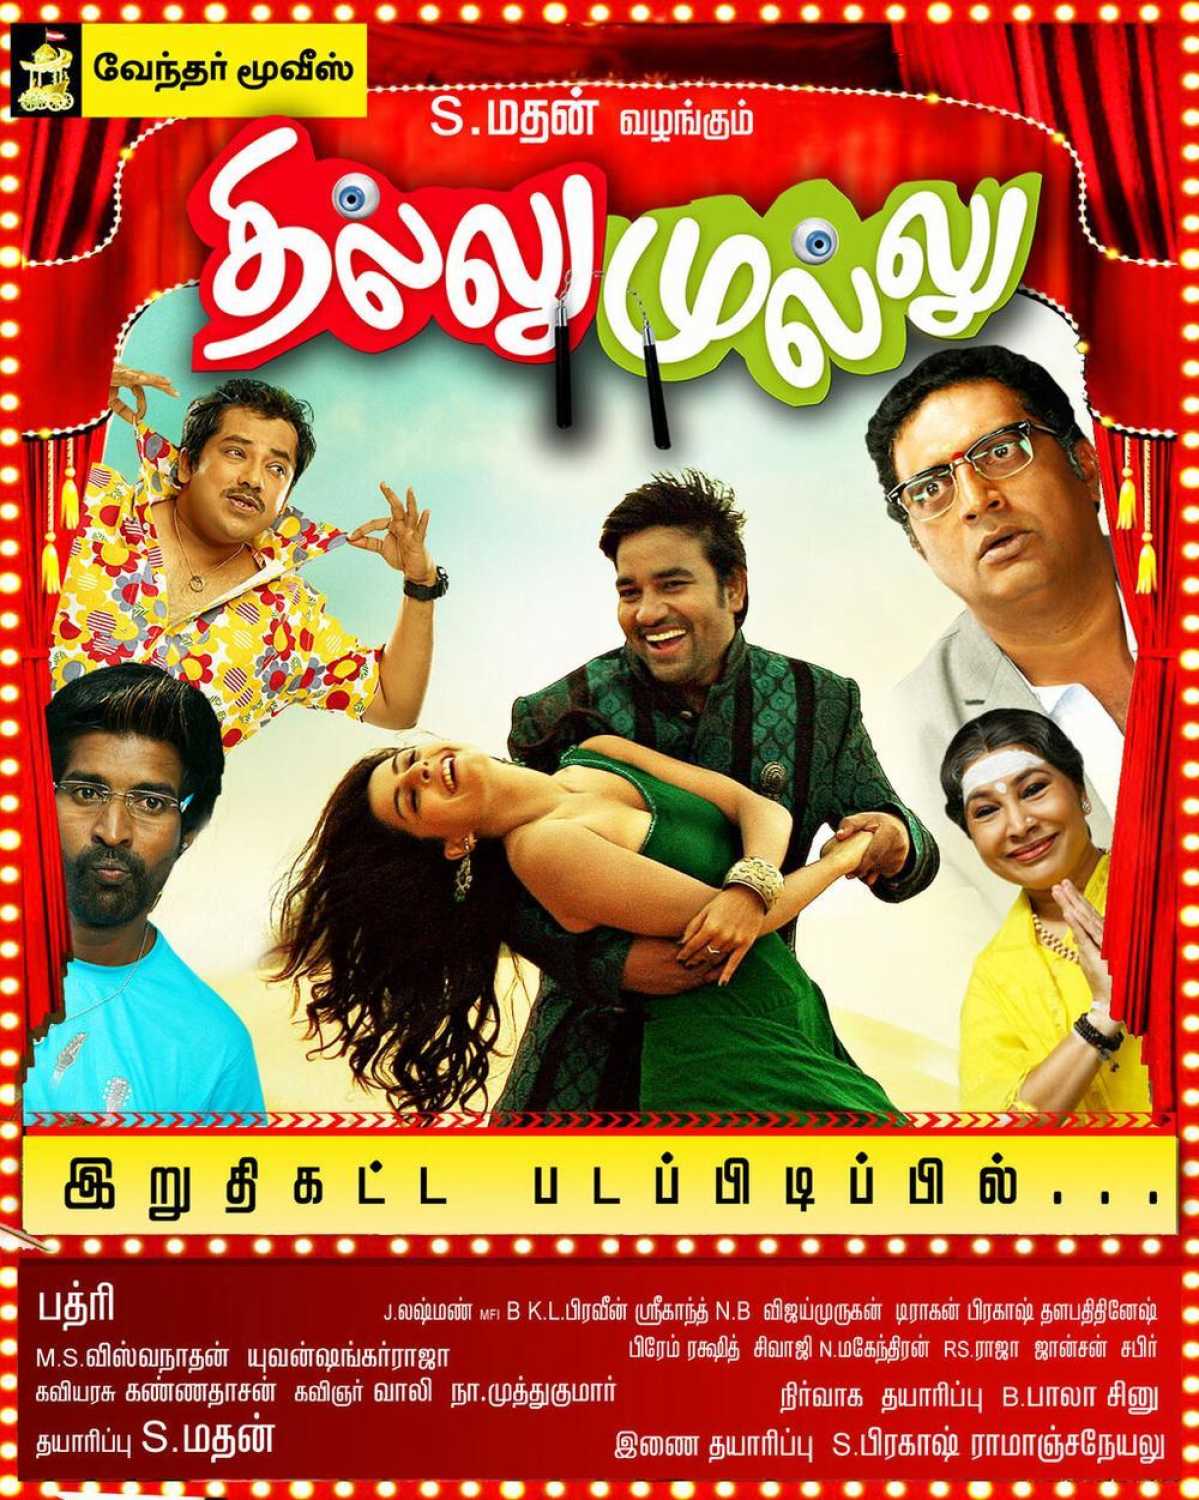 வேந்தர் மூவீஸ்
S.மதன் வழங்கும்
தில்லு முல்லு
இறுதிகட்ட படப்பிடிப்பில்...
பத்ரி
M.S.விஸ்வநாதன் யுவன்ஷங்கர்ராஜா
கவியரசு கண்ணதாசன் கவிஞர் வாலி நா.முத்துகுமார்
தயாரிப்பு S.மதன்
J.லஷ்மண் MFI B K.L.பிரவீன் ஸ்ரீகாந்த் N.B விஜய்முருகன் டிராகன் பிரகாஷ் தளபதிதினேஷ்
பிரேம் ரக்ஷித் சிவாஜி N.மகேந்திரன் RS.ராஜா ஜான்சன் சபிர்
நிர்வாக தயாரிப்பு B.பாலா சினு
இணை தயாரிப்பு S.பிரகாஷ் ராமாஞ்சநேயலு